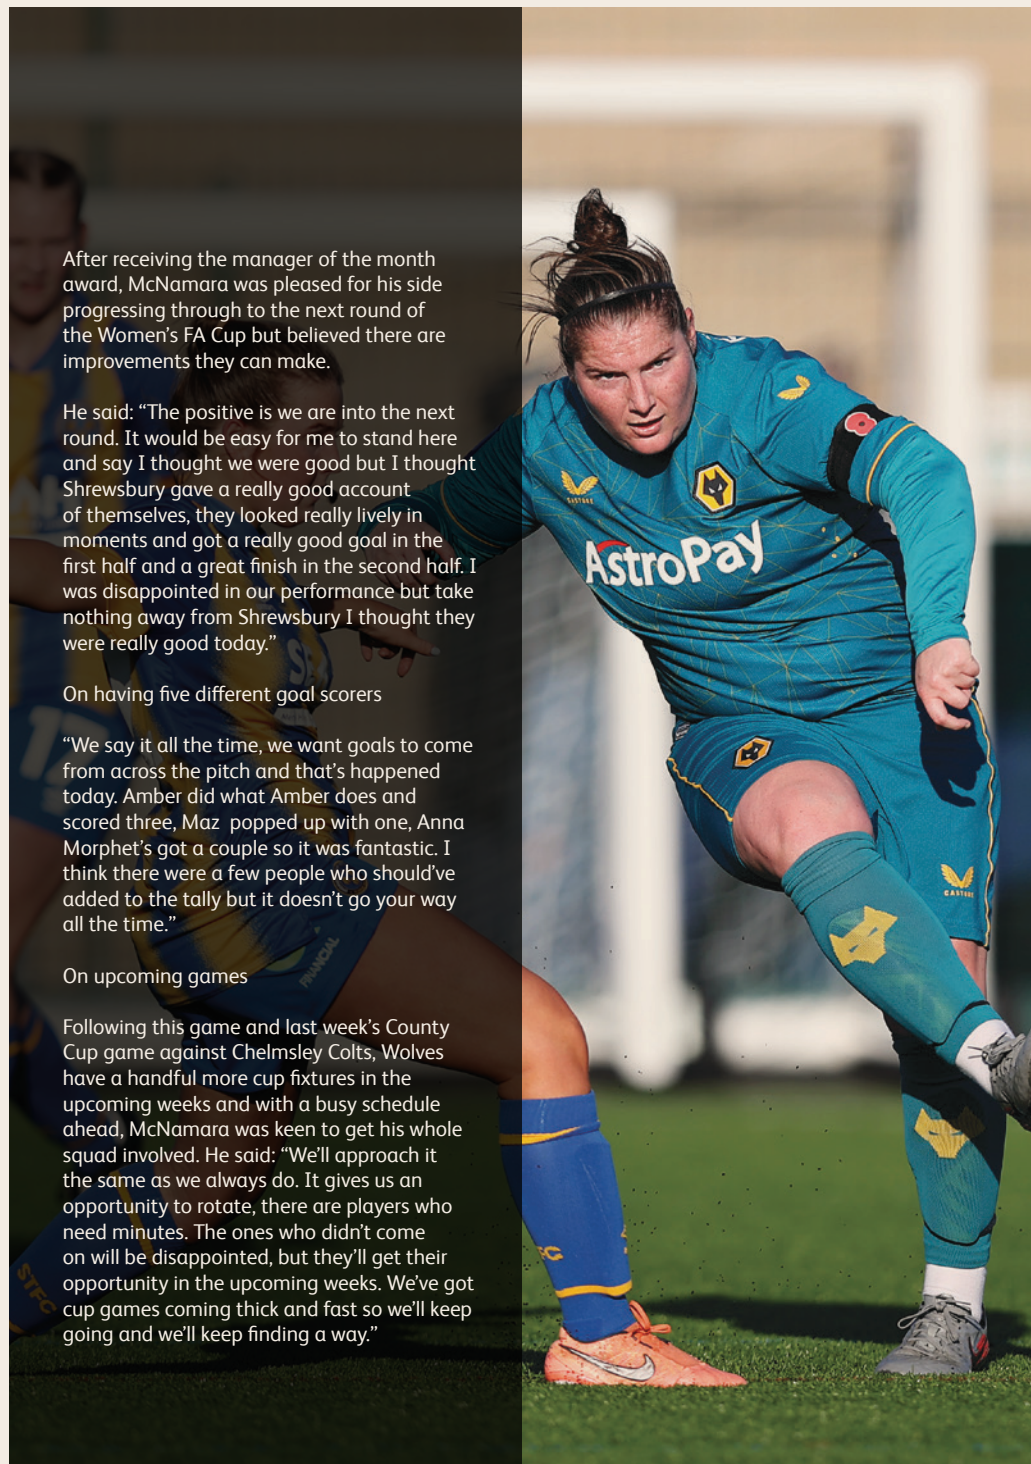 After receiving the manager of the month
award, McNamara was pleased for his side
progressing through to the next round of
the Women’s FA Cup but believed there are
improvements they can make.
He said: “The positive is we are into the next
round. It would be easy for me to stand here
and say I thought we were good but I thought
Shrewsbury gave a really good account
of themselves, they looked really lively in
moments and got a really good goal in the
first half and a great finish in the second half. I
was disappointed in our performance but take
nothing away from Shrewsbury I thought they
were really good today.”
On having five different goal scorers
“We say it all the time, we want goals to come
from across the pitch and that’s happened
today. Amber did what Amber does and
scored three, Maz  popped up with one, Anna
Morphet’s got a couple so it was fantastic. I
think there were a few people who should’ve
added to the tally but it doesn’t go your way
all the time.”
On upcoming games
Following this game and last week’s County
Cup game against Chelmsley Colts, Wolves
have a handful more cup fixtures in the
upcoming weeks and with a busy schedule
ahead, McNamara was keen to get his whole
squad involved. He said: “We’ll approach it
the same as we always do. It gives us an
opportunity to rotate, there are players who
need minutes. The ones who didn’t come
on will be disappointed, but they’ll get their
opportunity in the upcoming weeks. We’ve got
cup games coming thick and fast so we’ll keep
going and we’ll keep finding a way.”
CASTORE
AstroPay
CASTORE
FINANCIAL
STFC